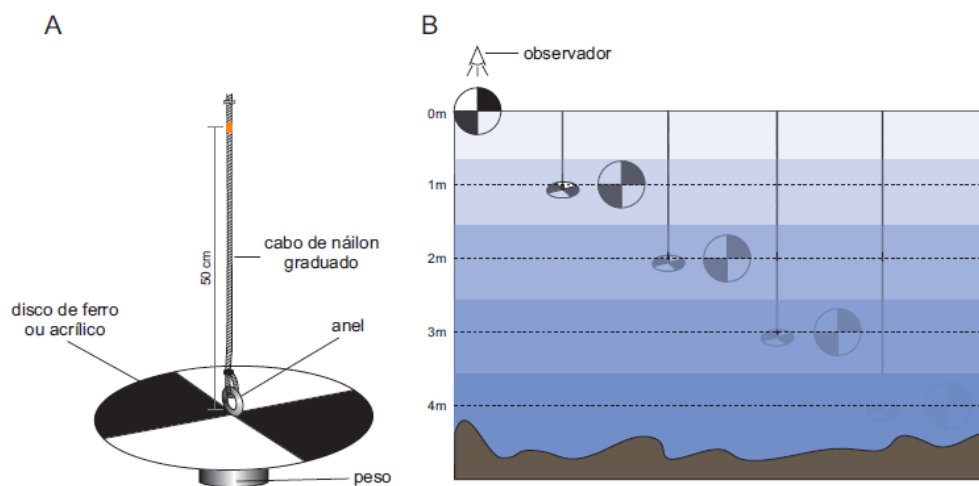 A
50 cm
cabo de náilon
graduado
disco de ferro
ou acrílico
anel
peso
B
observador
0m
1m
2m
3m
4m